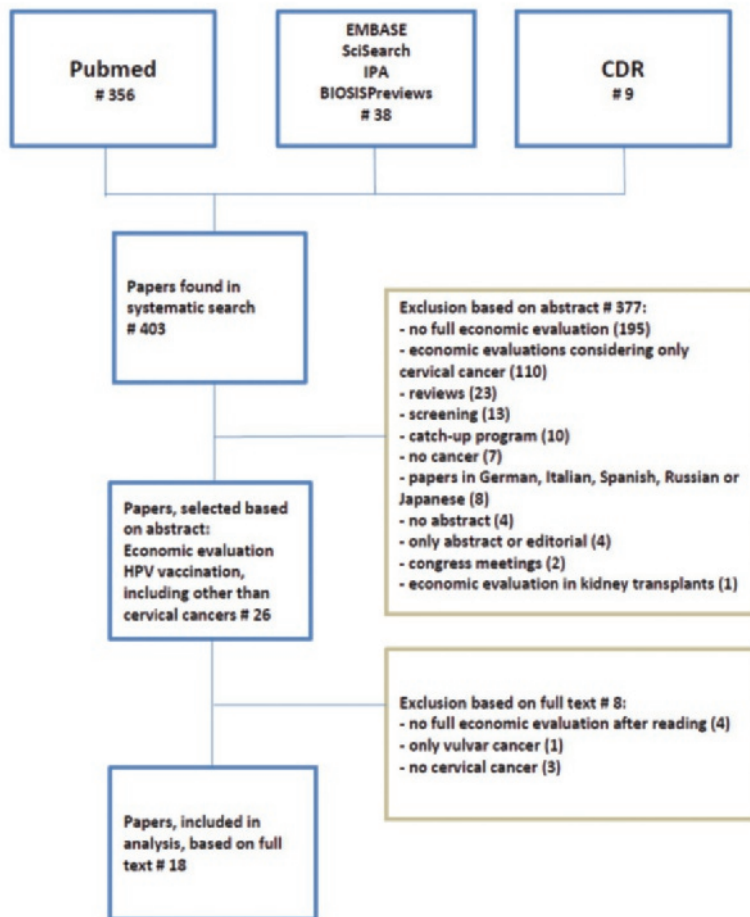 Pubmed
# 356
EMBASE
SciSearch
IPA
BIOSISPreviews
# 38
CDR
# 9
Papers found in
systematic search
# 403
Exclusion based on abstract # 377:
- no full economic evaluation (195)
- economic evaluations considering only
cervical cancer (110)
- reviews (23)
- screening (13)
- catch-up program (10)
- no cancer (7)
- papers in German, Italian, Spanish, Russian or
Japanese (8)
- no abstract (4)
- only abstract or editorial (4)
- congress meetings (2)
- economic evaluation in kidney transplants (1)
Papers, selected based
on abstract:
Economic evaluation
HPV vaccination,
including other than
cervical cancers # 26
Exclusion based on full text # 8:
- no full economic evaluation after reading (4)
- only vulvar cancer (1)
- no cervical cancer (3)
Papers, included in
analysis, based on full
text # 18